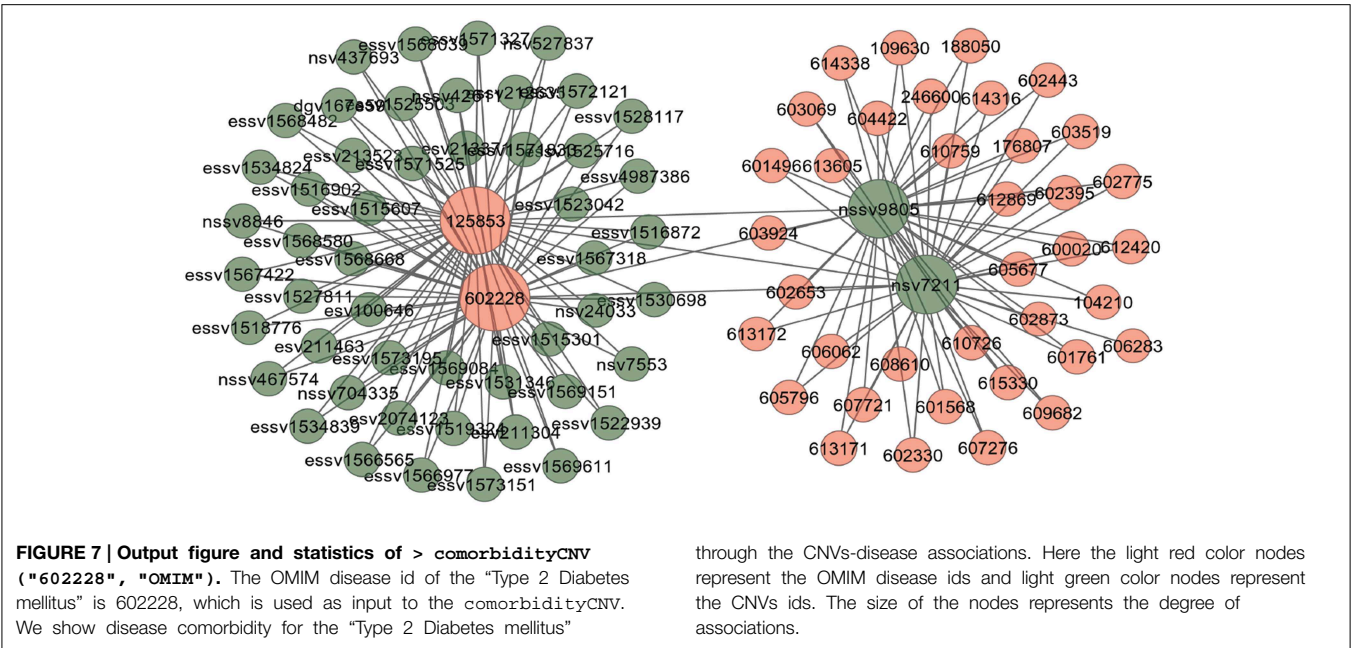 essv1571327
essv1568039
nsv527837
nsv437693
essv1572121
essv1568482
essv1528117
essv1525716
essv1534824
essv1571525
essv4987386
essv1516902
essv1523042
essv1515607
nssv8846
125853
essv1516872
essv1568580
essv1568668
essv1567318
essv1567422
essv1527811
602228
essv1530698
esv100646
nsv24033
essv1518776
essv1515301
esv211463
essv1573195
essv1569084
nsv7553
nssv467574
essv1531346
nssv704335
essv1569151
esv2074123
essv1522939
essv1534839
essv1519324
esv211304
essv1566565
essv1569611
essv1566977
essv1573151
109630
188050
614338
602443
246600
614316
603069
604422
603519
176807
610759
601496
613605
602775
612869
602395
nssv9805
603924
600020
612420
605677
nsv7211
602653
104210
602873
613172
610726
606283
606062
601761
608610
615330
605796
607721
601568
609682
613171
602330
607276
FIGURE 7 | Output figure and statistics of > comorbidityCNV
("602228", "OMIM"). The OMIM disease id of the “Type 2 Diabetes
mellitus” is 602228, which is used as input to the comorbidityCNV.
We show disease comorbidity for the “Type 2 Diabetes mellitus”
through the CNVs-disease associations. Here the light red color nodes
represent the OMIM disease ids and light green color nodes represent
the CNVs ids. The size of the nodes represents the degree of
associations.